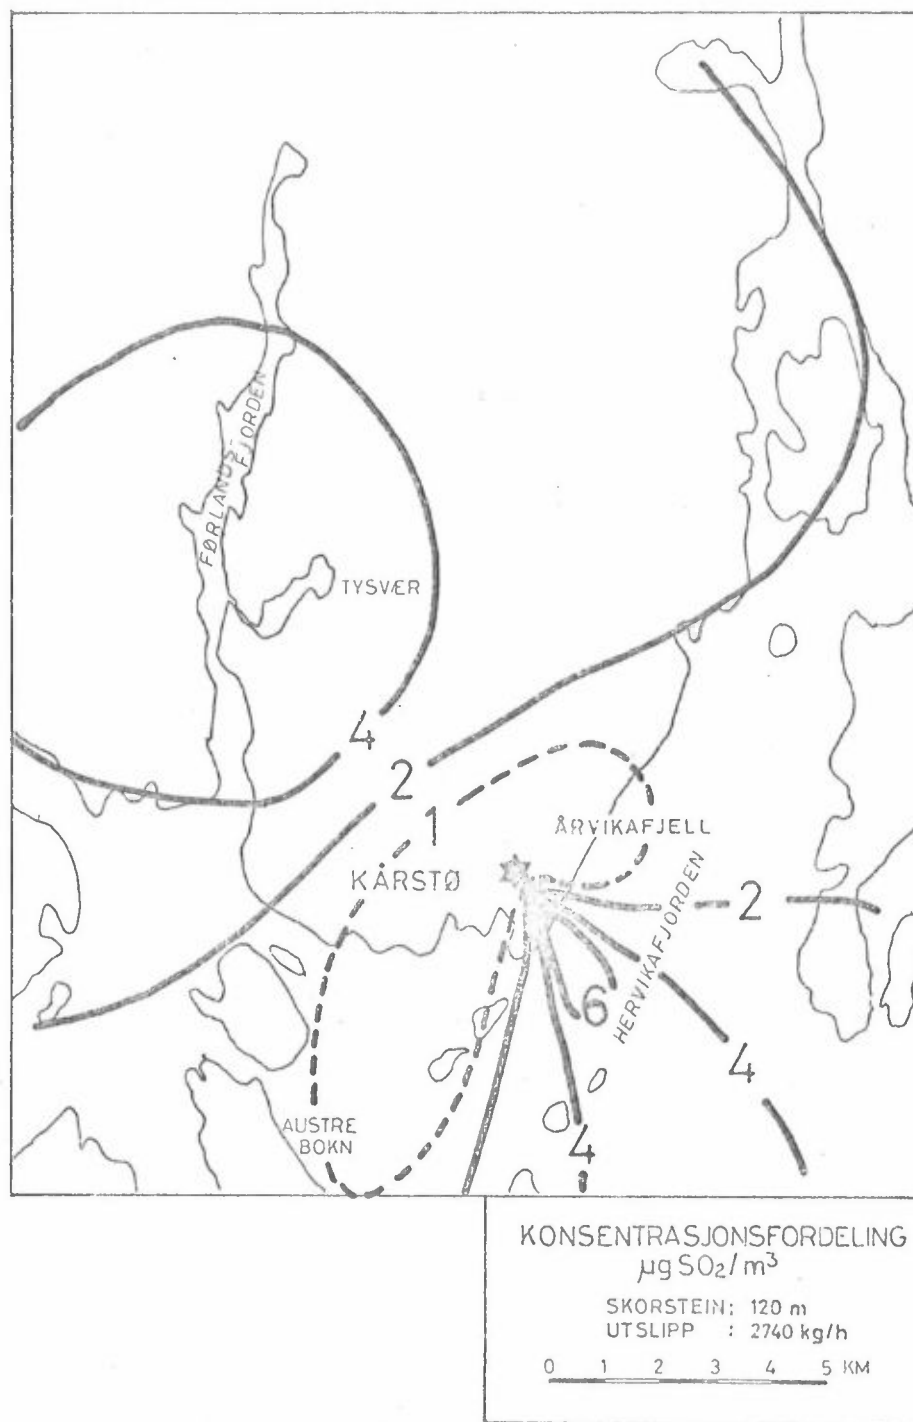 FØRLANDS-
FJORDEN
TYSVÆR
4
2
1
ÅRVIKAFJELL
KÅRSTØ
2
HERVIKAFJORDEN
6
4
4
AUSTRE
BOKN
KONSENTRASJONSFORDELING
µg SO₂/m³
SKORSTEIN: 120 m
UTSLIPP : 2740 kg/h
0 1 2 3 4 5 KM